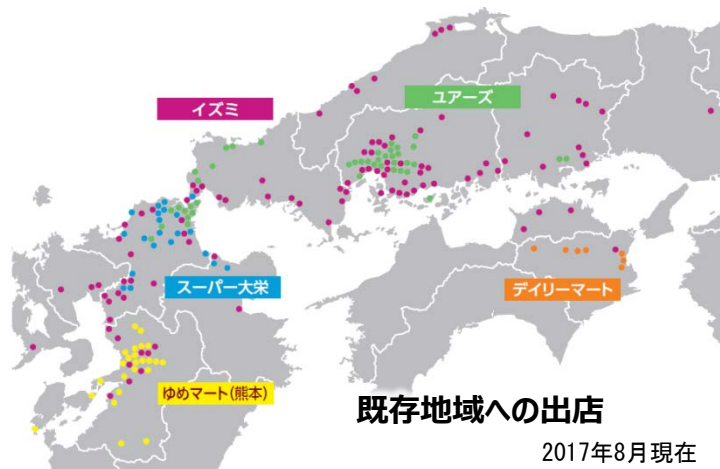 イズミ
ユアーズ
スーパー大栄
デイリーマート
ゆめマート(熊本)
既存地域への出店
2017年8月現在